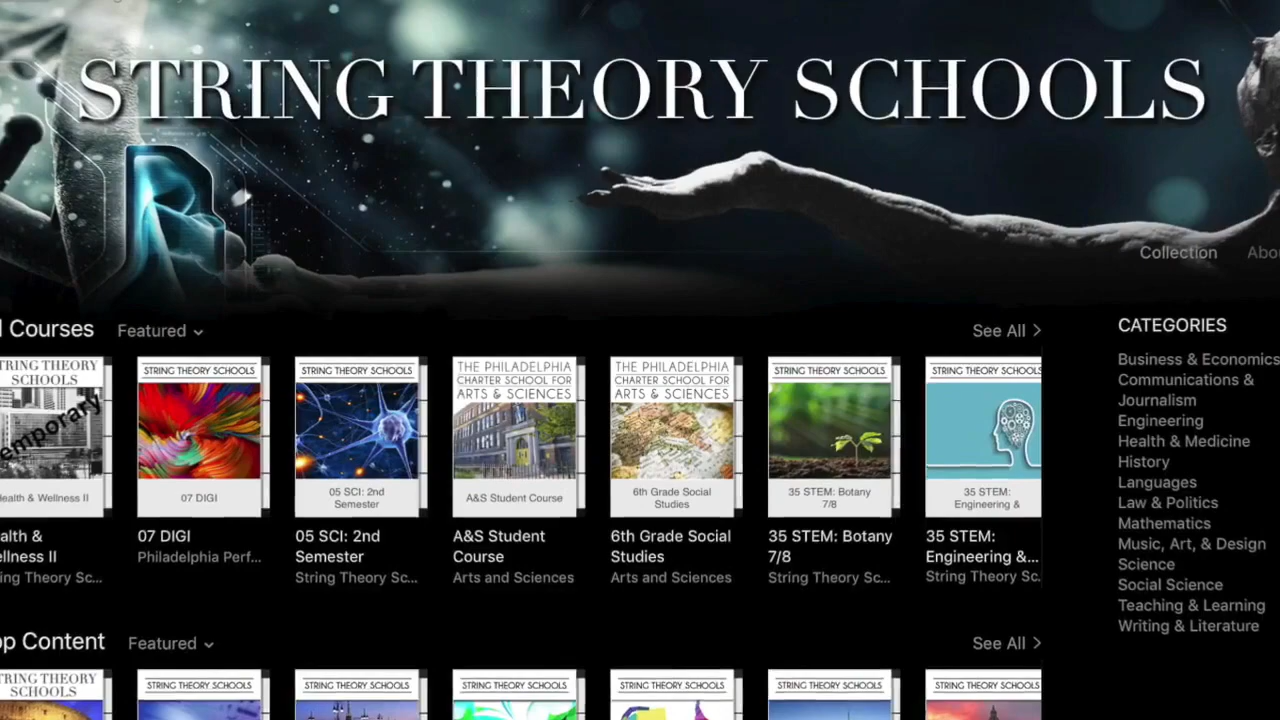 STRING THEORY SCHOOLS
Collection
Courses
Featured
See All
CATEGORIES
Business & Economics
Communications &
Journalism
Engineering
Health & Medicine
History
Languages
Law & Politics
Mathematics
Music, Art, & Design
Science
Social Science
Teaching & Learning
Writing & Literature
STRING THEORY
SCHOOLS
Health & Wellness II
STRING THEORY SCHOOLS
07 DIGI
07 DIGI
Philadelphia Perf...
STRING THEORY SCHOOLS
05 SCI: 2nd
Semester
05 SCI: 2nd
Semester
String Theory Sc...
THE PHILADELPHIA
CHARTER SCHOOL FOR
ARTS & SCIENCES
A&S Student Course
A&S Student
Course
Arts and Sciences
THE PHILADELPHIA
CHARTER SCHOOL FOR
ARTS & SCIENCES
6th Grade Social
Studies
6th Grade Social
Studies
Arts and Sciences
STRING THEORY SCHOOLS
35 STEM: Botany
7/8
35 STEM: Botany
7/8
String Theory Sc...
STRING THEORY SCHOOLS
35 STEM:
Engineering &
35 STEM:
Engineering &...
String Theory Sc.
Content
Featured
See All
STRING THEORY
SCHOOLS
STRING THEORY SCHOOLS
STRING THEORY SCHOOLS
STRING THEORY SCHOOLS
STRING THEORY SCHOOLS
STRING THEORY SCHOOLS
STRING THEORY SCHOOLS